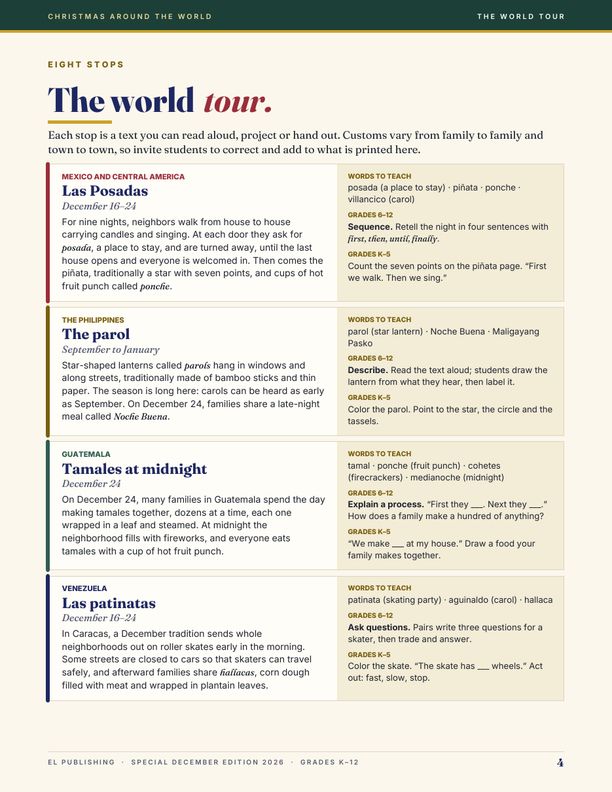 CHRISTMAS AROUND THE WORLD
THE WORLD TOUR
EIGHT STOPS
The world tour.
Each stop is a text you can read aloud, project or hand out. Customs vary from family to family and
town to town, so invite students to correct and add to what is printed here.
MEXICO AND CENTRAL AMERICA
Las Posadas
December 16–24
For nine nights, neighbors walk from house to house
carrying candles and singing. At each door they ask for
posada, a place to stay, and are turned away, until the last
house opens and everyone is welcomed in. Then comes the
piñata, traditionally a star with seven points, and cups of hot
fruit punch called ponche.
WORDS TO TEACH
posada (a place to stay) · piñata · ponche ·
villancico (carol)
GRADES 6–12
Sequence. Retell the night in four sentences with
first, then, until, finally.
GRADES K–5
Count the seven points on the piñata page. “First
we walk. Then we sing.”
THE PHILIPPINES
The parol
September to January
Star-shaped lanterns called parols hang in windows and
along streets, traditionally made of bamboo sticks and thin
paper. The season is long here: carols can be heard as early
as September. On December 24, families share a late-night
meal called Noche Buena.
WORDS TO TEACH
parol (star lantern) · Noche Buena · Maligayang
Pasko
GRADES 6–12
Describe. Read the text aloud; students draw the
lantern from what they hear, then label it.
GRADES K–5
Color the parol. Point to the star, the circle and the
tassels.
GUATEMALA
Tamales at midnight
December 24
On December 24, many families in Guatemala spend the day
making tamales together, dozens at a time, each one
wrapped in a leaf and steamed. At midnight the
neighborhood fills with fireworks, and everyone eats
tamales with a cup of hot fruit punch.
WORDS TO TEACH
tamal · ponche (fruit punch) · cohetes
(firecrackers) · medianoche (midnight)
GRADES 6–12
Explain a process. “First they ___. Next they ___.”
How does a family make a hundred of anything?
GRADES K–5
“We make ___ at my house.” Draw a food your
family makes together.
VENEZUELA
Las patinatas
December 16–24
In Caracas, a December tradition sends whole
neighborhoods out on roller skates early in the morning.
Some streets are closed to cars so that skaters can travel
safely, and afterward families share hallacas, corn dough
filled with meat and wrapped in plantain leaves.
WORDS TO TEACH
patinata (skating party) · aguinaldo (carol) · hallaca
GRADES 6–12
Ask questions. Pairs write three questions for a
skater, then trade and answer.
GRADES K–5
Color the skate. “The skate has ___ wheels.” Act
out: fast, slow, stop.
EL PUBLISHING · SPECIAL DECEMBER EDITION 2026 · GRADES K–12
4